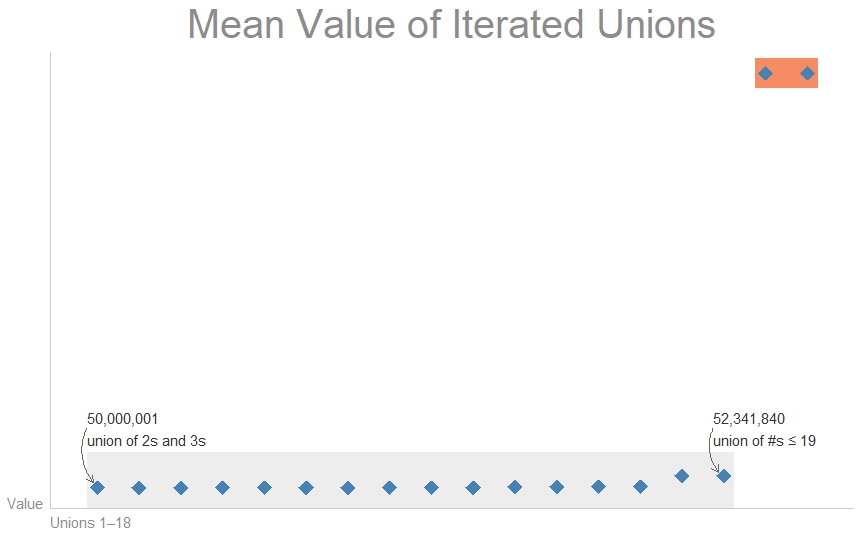 Mean Value of Iterated Unions
50,000,001
union of 2s and 3s
52,341,840
union of #s ≤ 19
Value
Unions 1–18